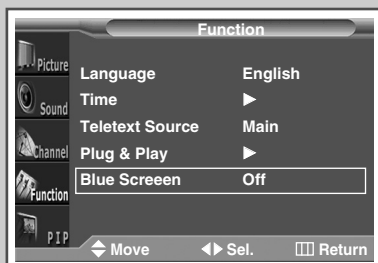 Function
Picture
Sound
Channel
Function
PIP
Language English
Time
Teletext Source Main
Plug & Play
Blue Screeen Off
Move Sel. Return